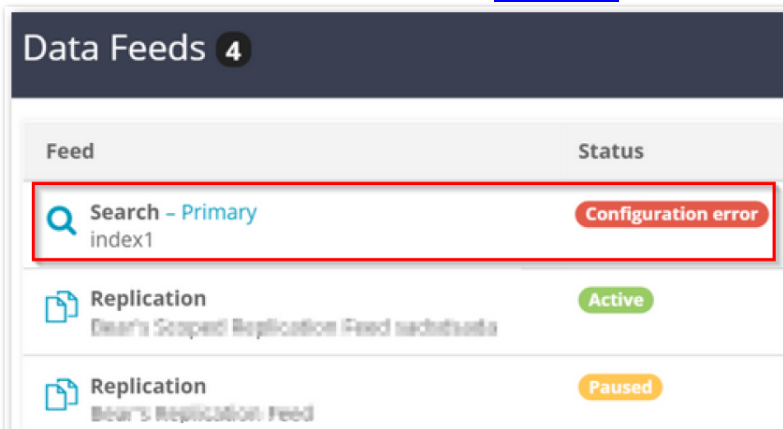 Data Feeds 4
Feed Status
Search – Primary Configuration error
index1
Replication Active
Replication Paused